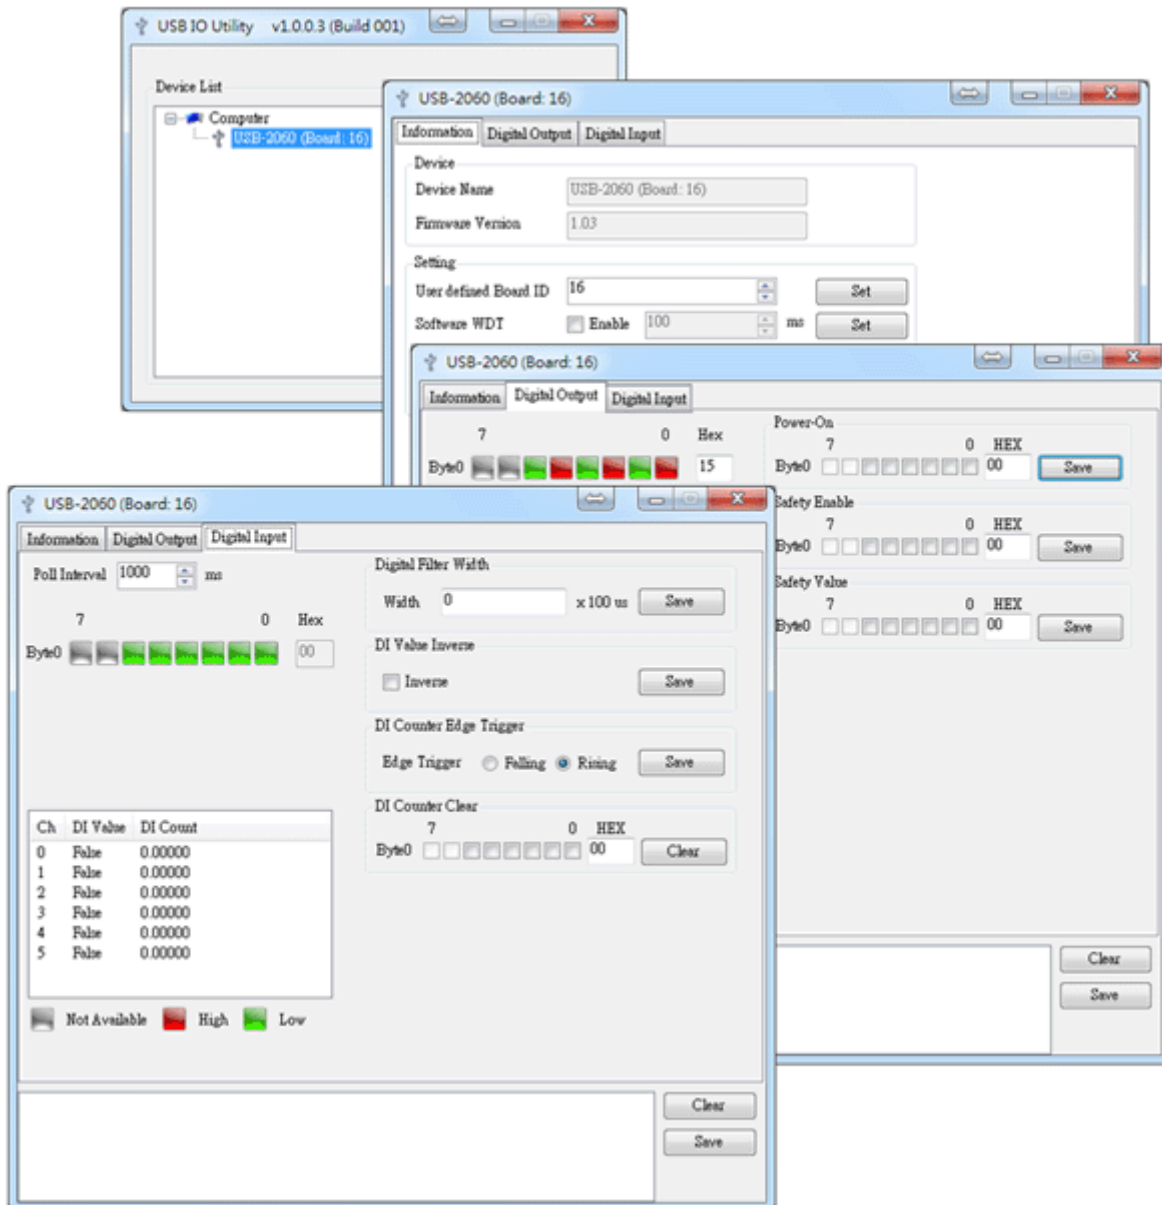 USB IO Utility v1.0.0.3 (Build 001)
Device List
Computer
USB-2060 (Board: 16)
USB-2060 (Board: 16)
Information Digital Output Digital Input
Device
Device Name USB-2060 (Board: 16)
Firmware Version 1.03
Setting
User defined Board ID 16 Set
Software WDT Enable 100 ms Set
USB-2060 (Board: 16)
Information Digital Output Digital Input
7 0 Hex
Byte0 15
Power-On
7 0 HEX
Byte0 00 Save
Safety Enable
7 0 HEX
Byte0 00 Save
Safety Value
7 0 HEX
Byte0 00 Save
Clear
Save
USB-2060 (Board: 16)
Information Digital Output Digital Input
Poll Interval 1000 ms
7 0 Hex
Byte0 00
Digital Filter Width
Width 0 x 100 us Save
DI Value Inverse
Inverse Save
DI Counter Edge Trigger
Edge Trigger Falling Rising Save
DI Counter Clear
7 0 HEX
Byte0 00 Clear
Ch DI Value DI Count
0 False 0.00000
1 False 0.00000
2 False 0.00000
3 False 0.00000
4 False 0.00000
5 False 0.00000
Not Available High Low
Clear
Save